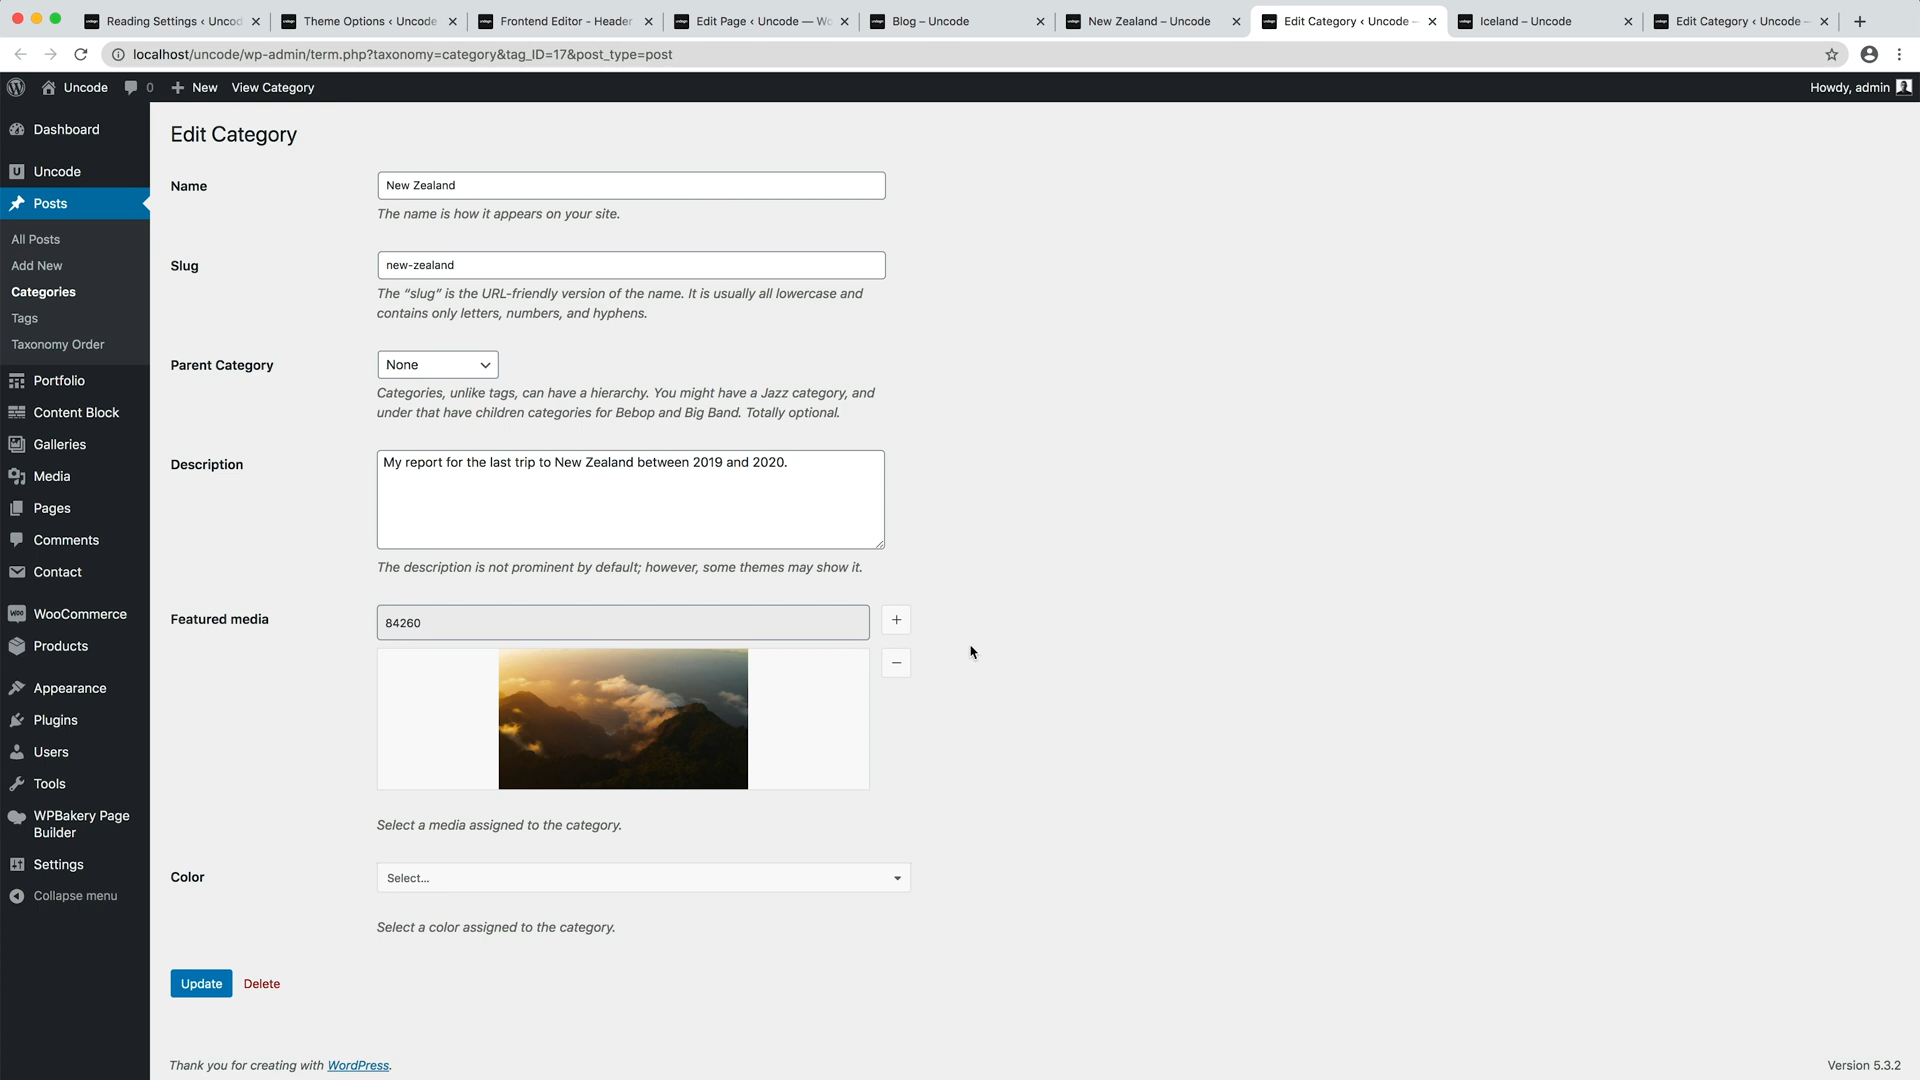 Reading Settings ‹ Uncod
Theme Options ‹ Uncode
Frontend Editor - Header
Edit Page ‹ Uncode — Wo
Blog – Uncode
New Zealand – Uncode
Edit Category ‹ Uncode –
Iceland – Uncode
Edit Category ‹ Uncode –
localhost/uncode/wp-admin/term.php?taxonomy=category&tag_ID=17&post_type=post
Uncode
0
New
View Category
Howdy, admin
Dashboard
Uncode
Posts
All Posts
Add New
Categories
Tags
Taxonomy Order
Portfolio
Content Block
Galleries
Media
Pages
Comments
Contact
WooCommerce
Products
Appearance
Plugins
Users
Tools
WPBakery Page
Builder
Settings
Collapse menu
Edit Category
Name
New Zealand
The name is how it appears on your site.
Slug
new-zealand
The “slug” is the URL-friendly version of the name. It is usually all lowercase and
contains only letters, numbers, and hyphens.
Parent Category
None
Categories, unlike tags, can have a hierarchy. You might have a Jazz category, and
under that have children categories for Bebop and Big Band. Totally optional.
Description
My report for the last trip to New Zealand between 2019 and 2020.
The description is not prominent by default; however, some themes may show it.
Featured media
84260
Select a media assigned to the category.
Color
Select...
Select a color assigned to the category.
Update
Delete
Thank you for creating with WordPress.
Version 5.3.2